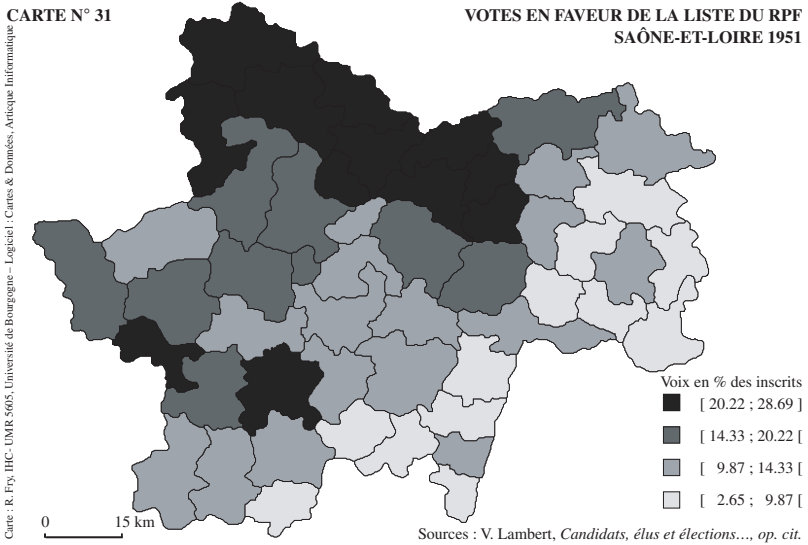 CARTE N° 31
VOTES EN FAVEUR DE LA LISTE DU RPF
SAÔNE-ET-LOIRE 1951
Carte : R. Fry, IHC- UMR 5605, Université de Bourgogne – Logiciel : Cartes & Données, Articque Informatique
Voix en % des inscrits
[ 20.22 ; 28.69 ]
[ 14.33 ; 20.22 [
[ 9.87 ; 14.33 [
[ 2.65 ; 9.87 [
0 15 km
Sources : V. Lambert, Candidats, élus et élections..., op. cit.